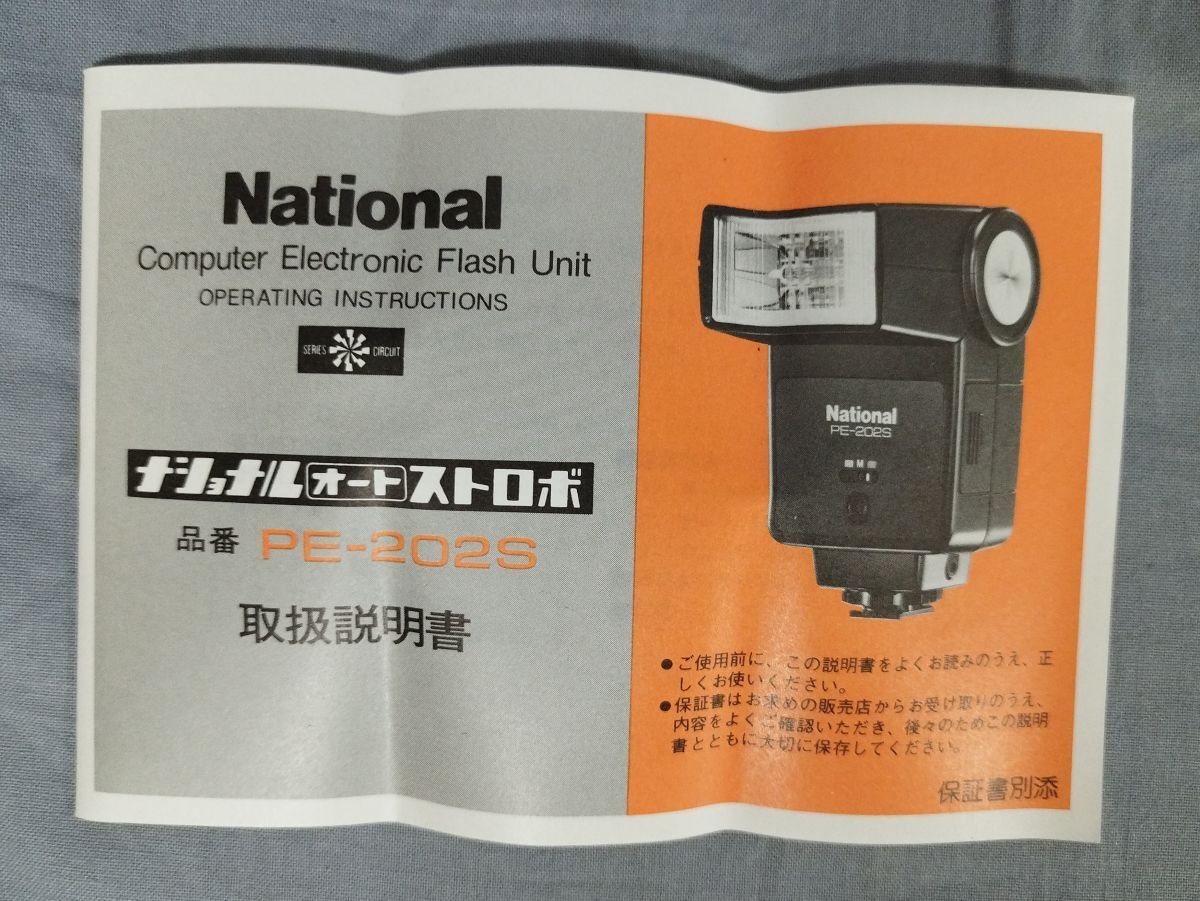 National
Computer Electronic Flash Unit
OPERATING INSTRUCTIONS
SERIES CIRCUIT
ナショナルオートストロボ
品番 PE-202S
取扱説明書
National
PE-202S
M
●ご使用前に、この説明書をよくお読みのうえ、正
しくお使いください。
●保証書はお求めの販売店からお受け取りのうえ、
内容をよくご確認いただき、後々のためこの説明
書とともに大切に保存してください。
保証書別添